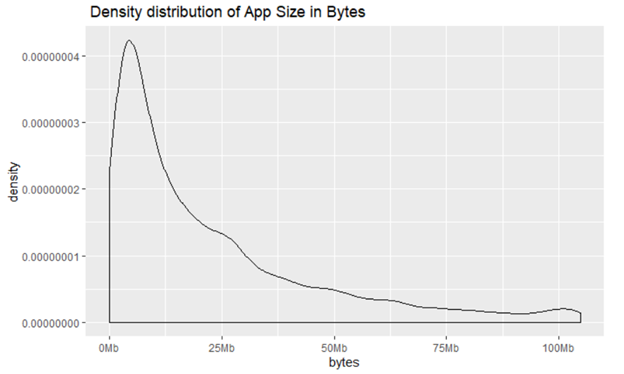 Density distribution of App Size in Bytes
0.00000004
0.00000003
0.00000002
0.00000001
0.00000000
density
0Mb 25Mb 50Mb 75Mb 100Mb
bytes